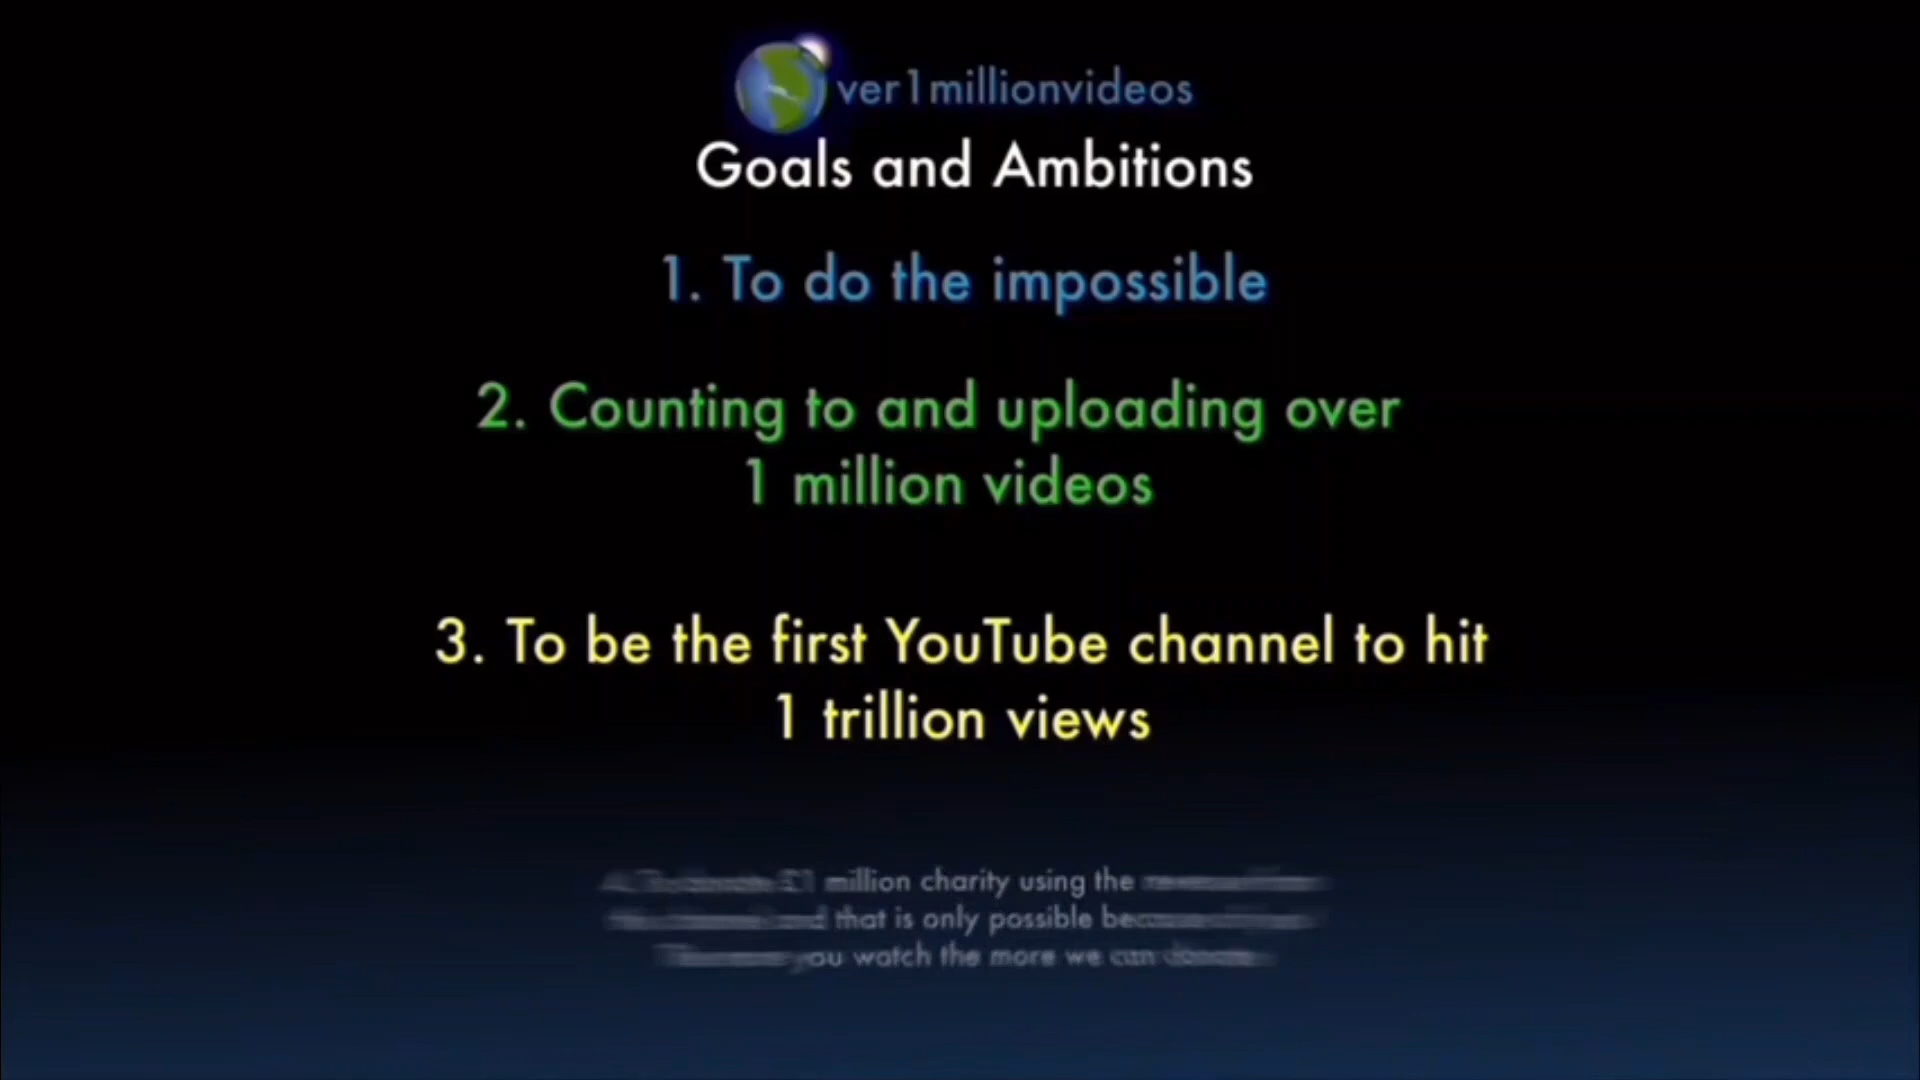 ver1millionvideos
Goals and Ambitions
1. To do the impossible
2. Counting to and uploading over
1 million videos
3. To be the first YouTube channel to hit
1 trillion views
million charity using the
that is only possible
you watch the more we can